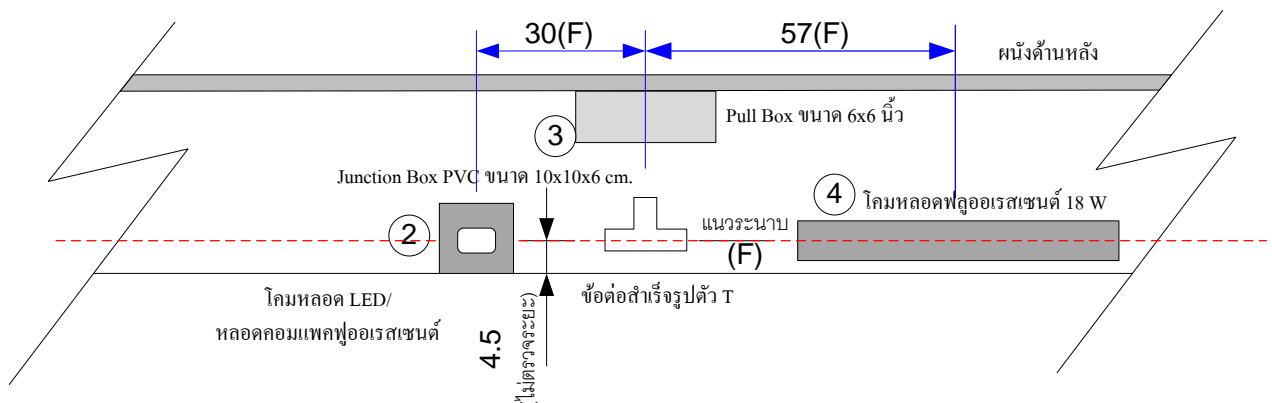 30(F)
57(F)
ผนังด้านหลัง
Pull Box ขนาด 6x6 นิ้ว
3
Junction Box PVC ขนาด 10x10x6 cm.
4
โคมหลอดฟลูออเรสเซนต์ 18 W
2
แนวระนาบ
(F)
โคมหลอด LED/
หลอดคอมแพคฟูออเรสเซนต์
ข้อต่อสำเร็จรูปตัว T
4.5
(ไม่ตรวจระยะ)